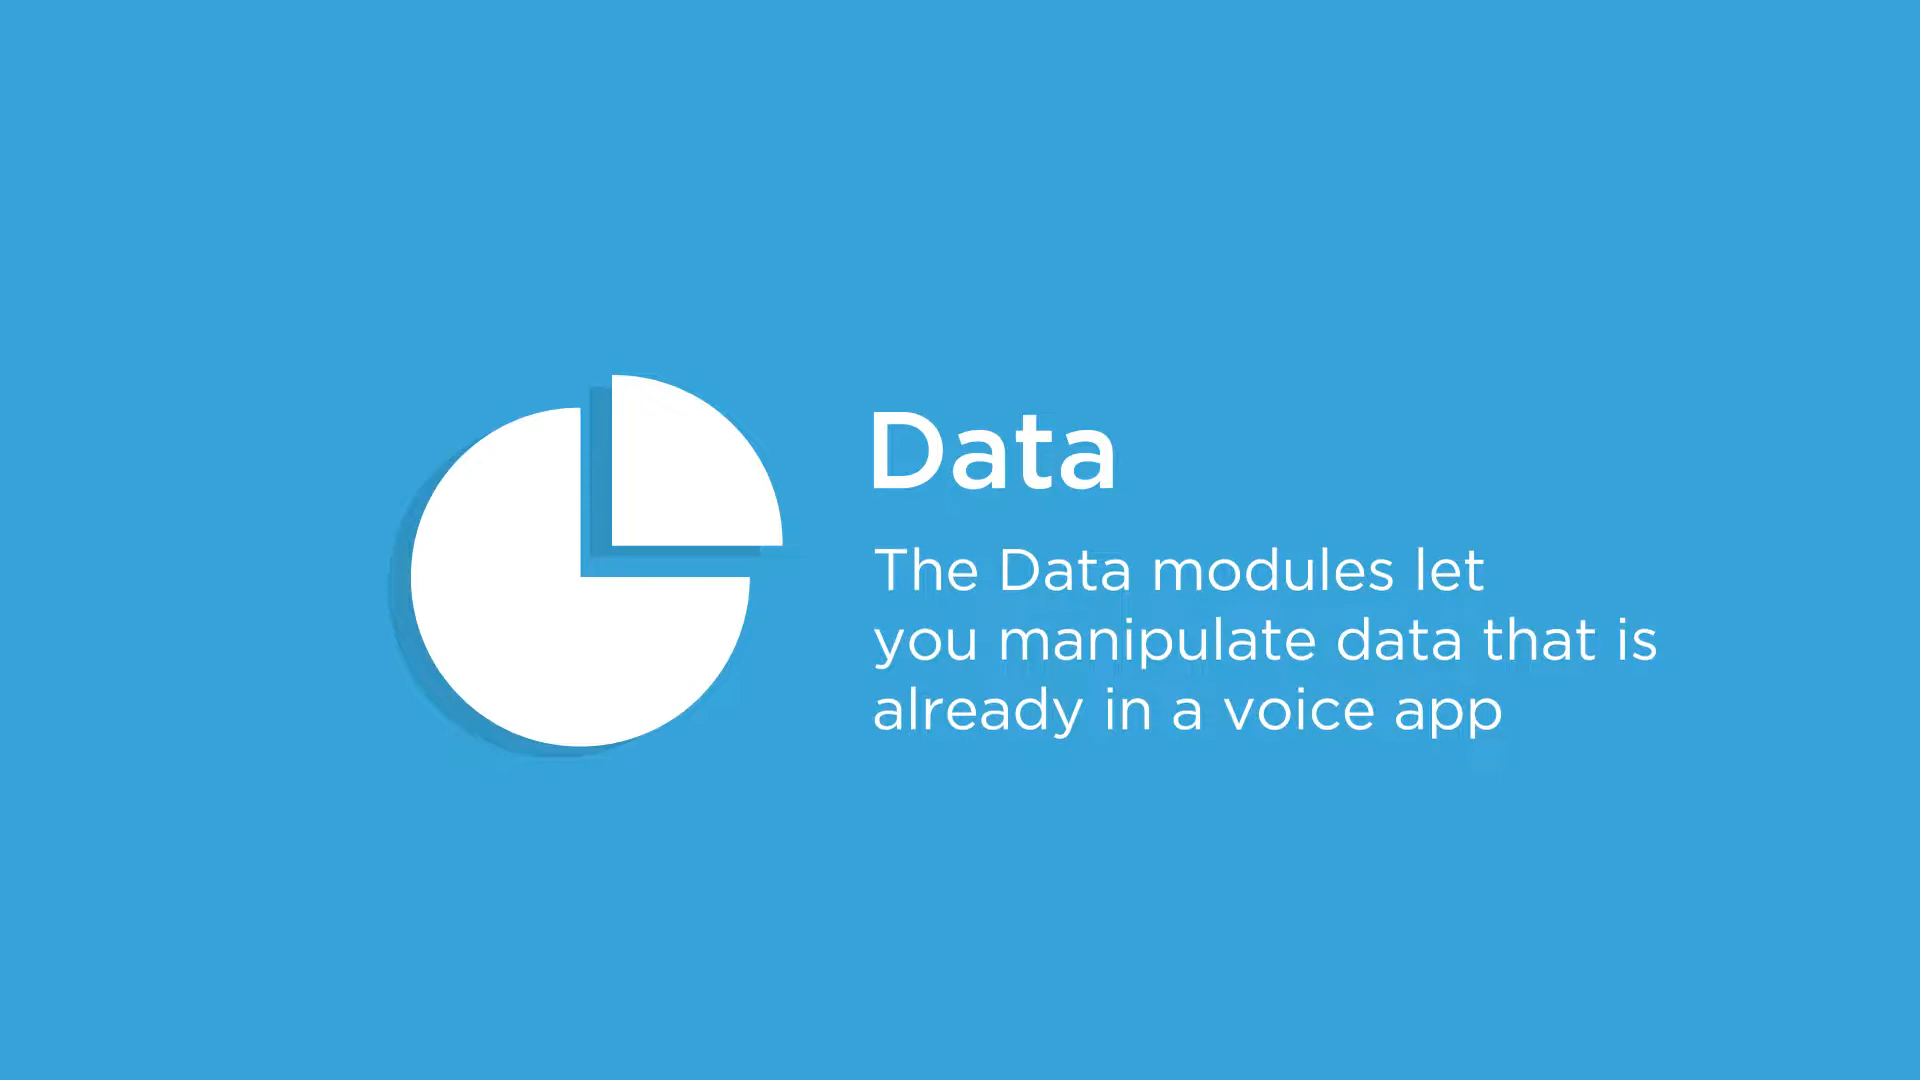 Data
The Data modules let
you manipulate data that is
already in a voice app